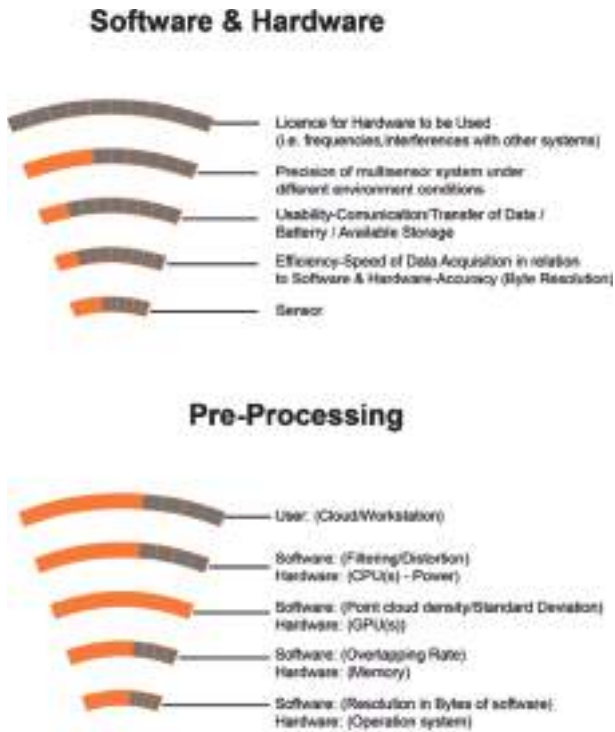 Software & Hardware
Licence for Hardware to be Used
(i.e. frequencies,interferences with other systems)
Precision of multisensor system under
different environment conditions
Usability-Comunication/Transfer of Data /
Batterry / Available Storage
Efficiency-Speed of Data Acquisition in relation
to Software & Hardware-Accuracy (Byte Resolution)
Sensor
Pre-Processing
User: (Cloud/Workstation)
Software: (Filtering/Distortion)
Hardware: (CPU(s) - Power)
Software: (Point cloud density/Standard Deviation)
Hardware: (GPU(s))
Software: (Overlapping Rate)
Hardware: (Memory)
Software: (Resolution in Bytes of software)
Hardware: (Operation system)